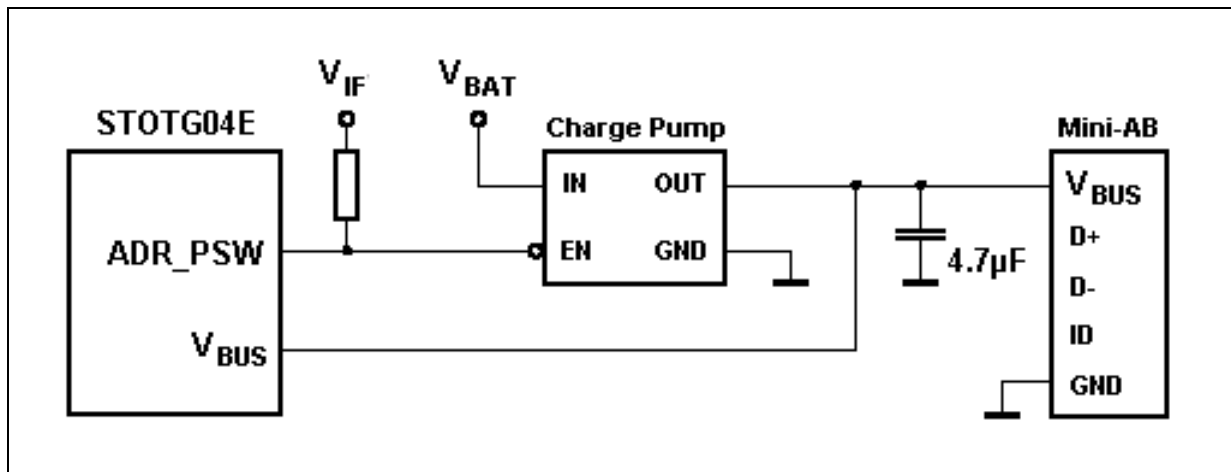 V_IF
V_BAT
STOTG04E
Charge Pump
Mini-AB
IN
OUT
V_BUS
ADR_PSW
EN
GND
D+
4.7µF
D-
V_BUS
ID
GND